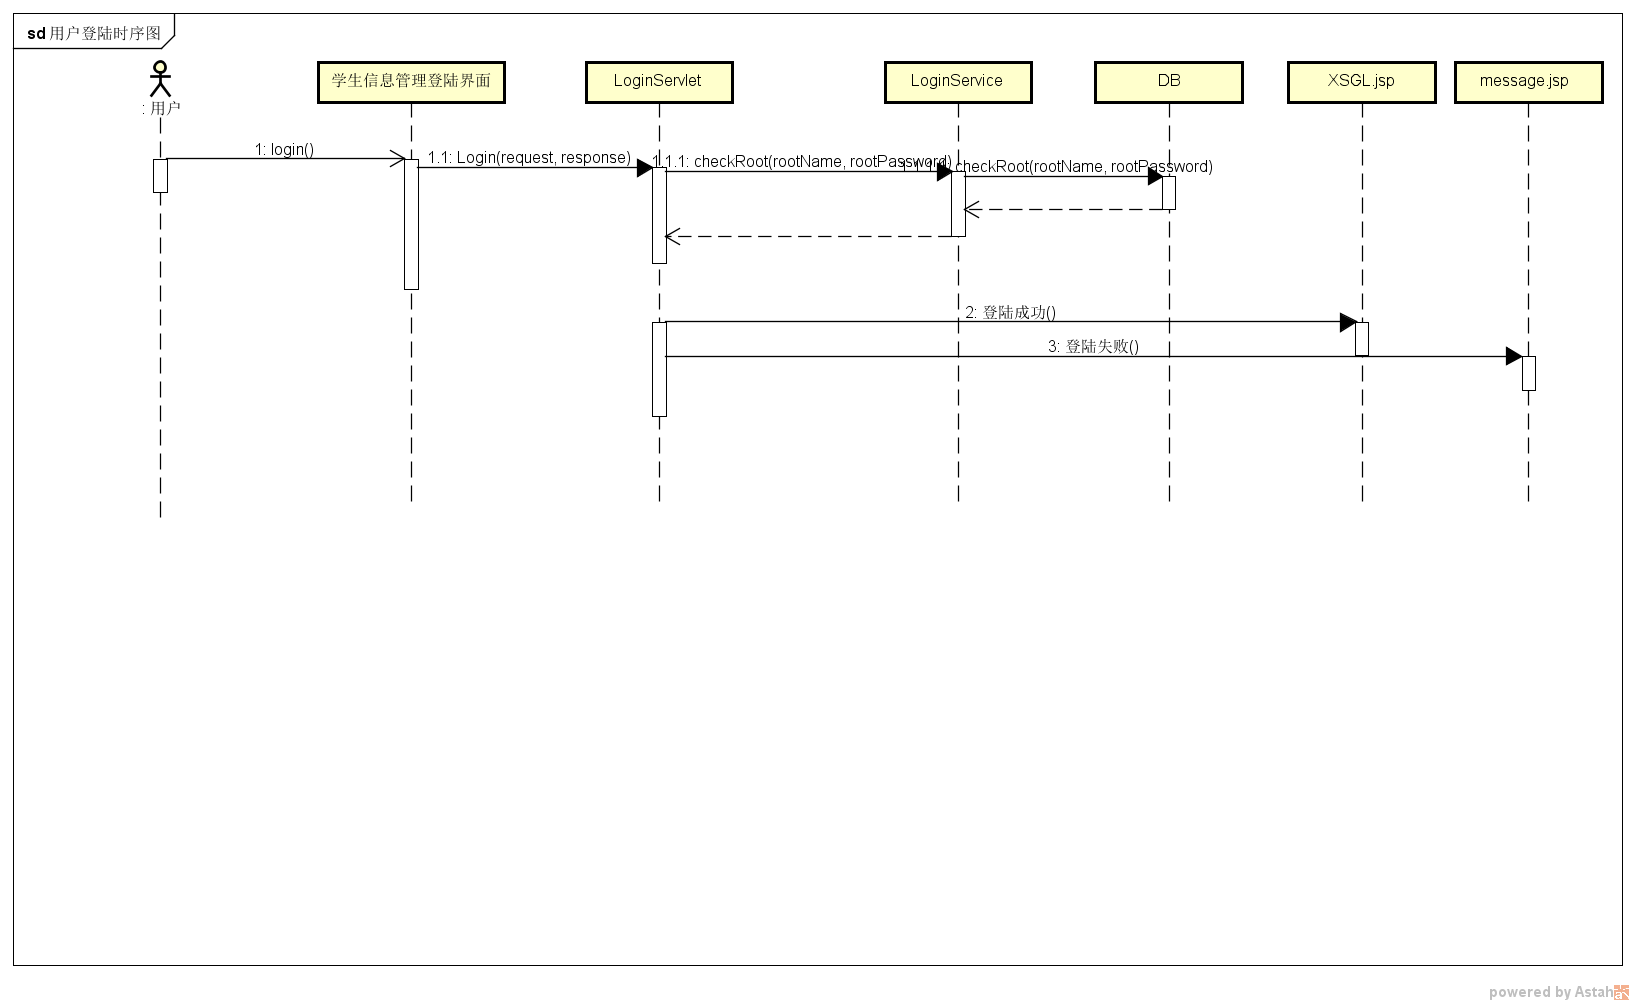 sd 用户登陆时序图
: 用户
学生信息管理登陆界面
LoginServlet
LoginService
DB
XSGL.jsp
message.jsp
1: login()
1.1: Login(request, response)
1.1.1: checkRoot(rootName, rootPassword)
checkRoot(rootName, rootPassword)
2: 登陆成功()
3: 登陆失败()
powered by Astah